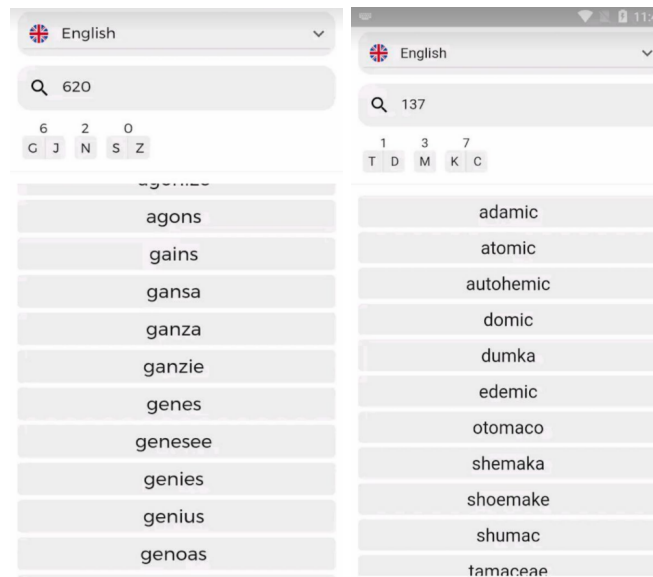 English
620
6 2 0
G J N S Z
agons
gains
gansa
ganza
ganzie
genes
genesee
genies
genius
genoas
11:
English
137
1 3 7
T D M K C
adamic
atomic
autohemic
domic
dumka
edemic
otomaco
shemaka
shoemake
shumac
tamaceae